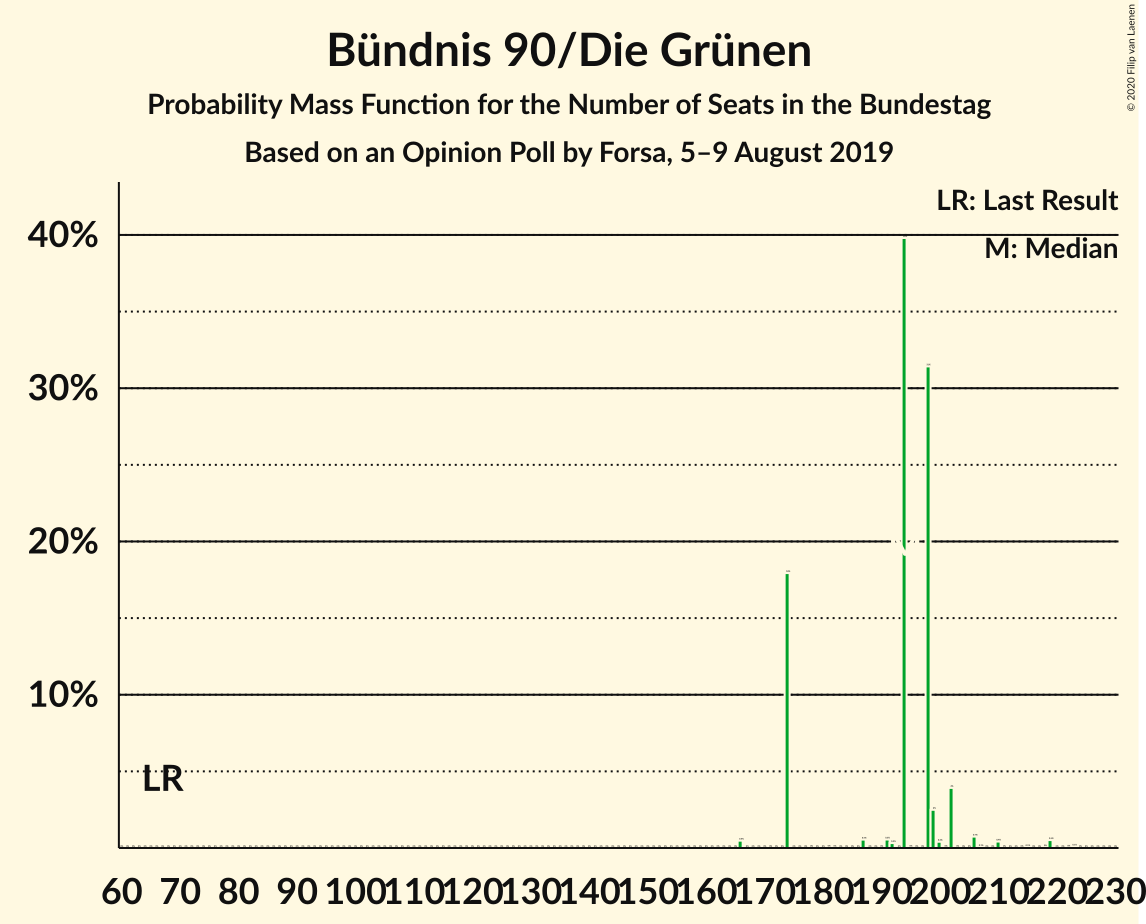 Bündnis 90/Die Grünen
Probability Mass Function for the Number of Seats in the Bundestag
Based on an Opinion Poll by Forsa, 5–9 August 2019
© 2020 Filip van Laenen
LR: Last Result
M: Median
40%
30%
20%
10%
LR
60 70 80 90 100 110 120 130 140 150 160 170 180 190 200 210 220 230